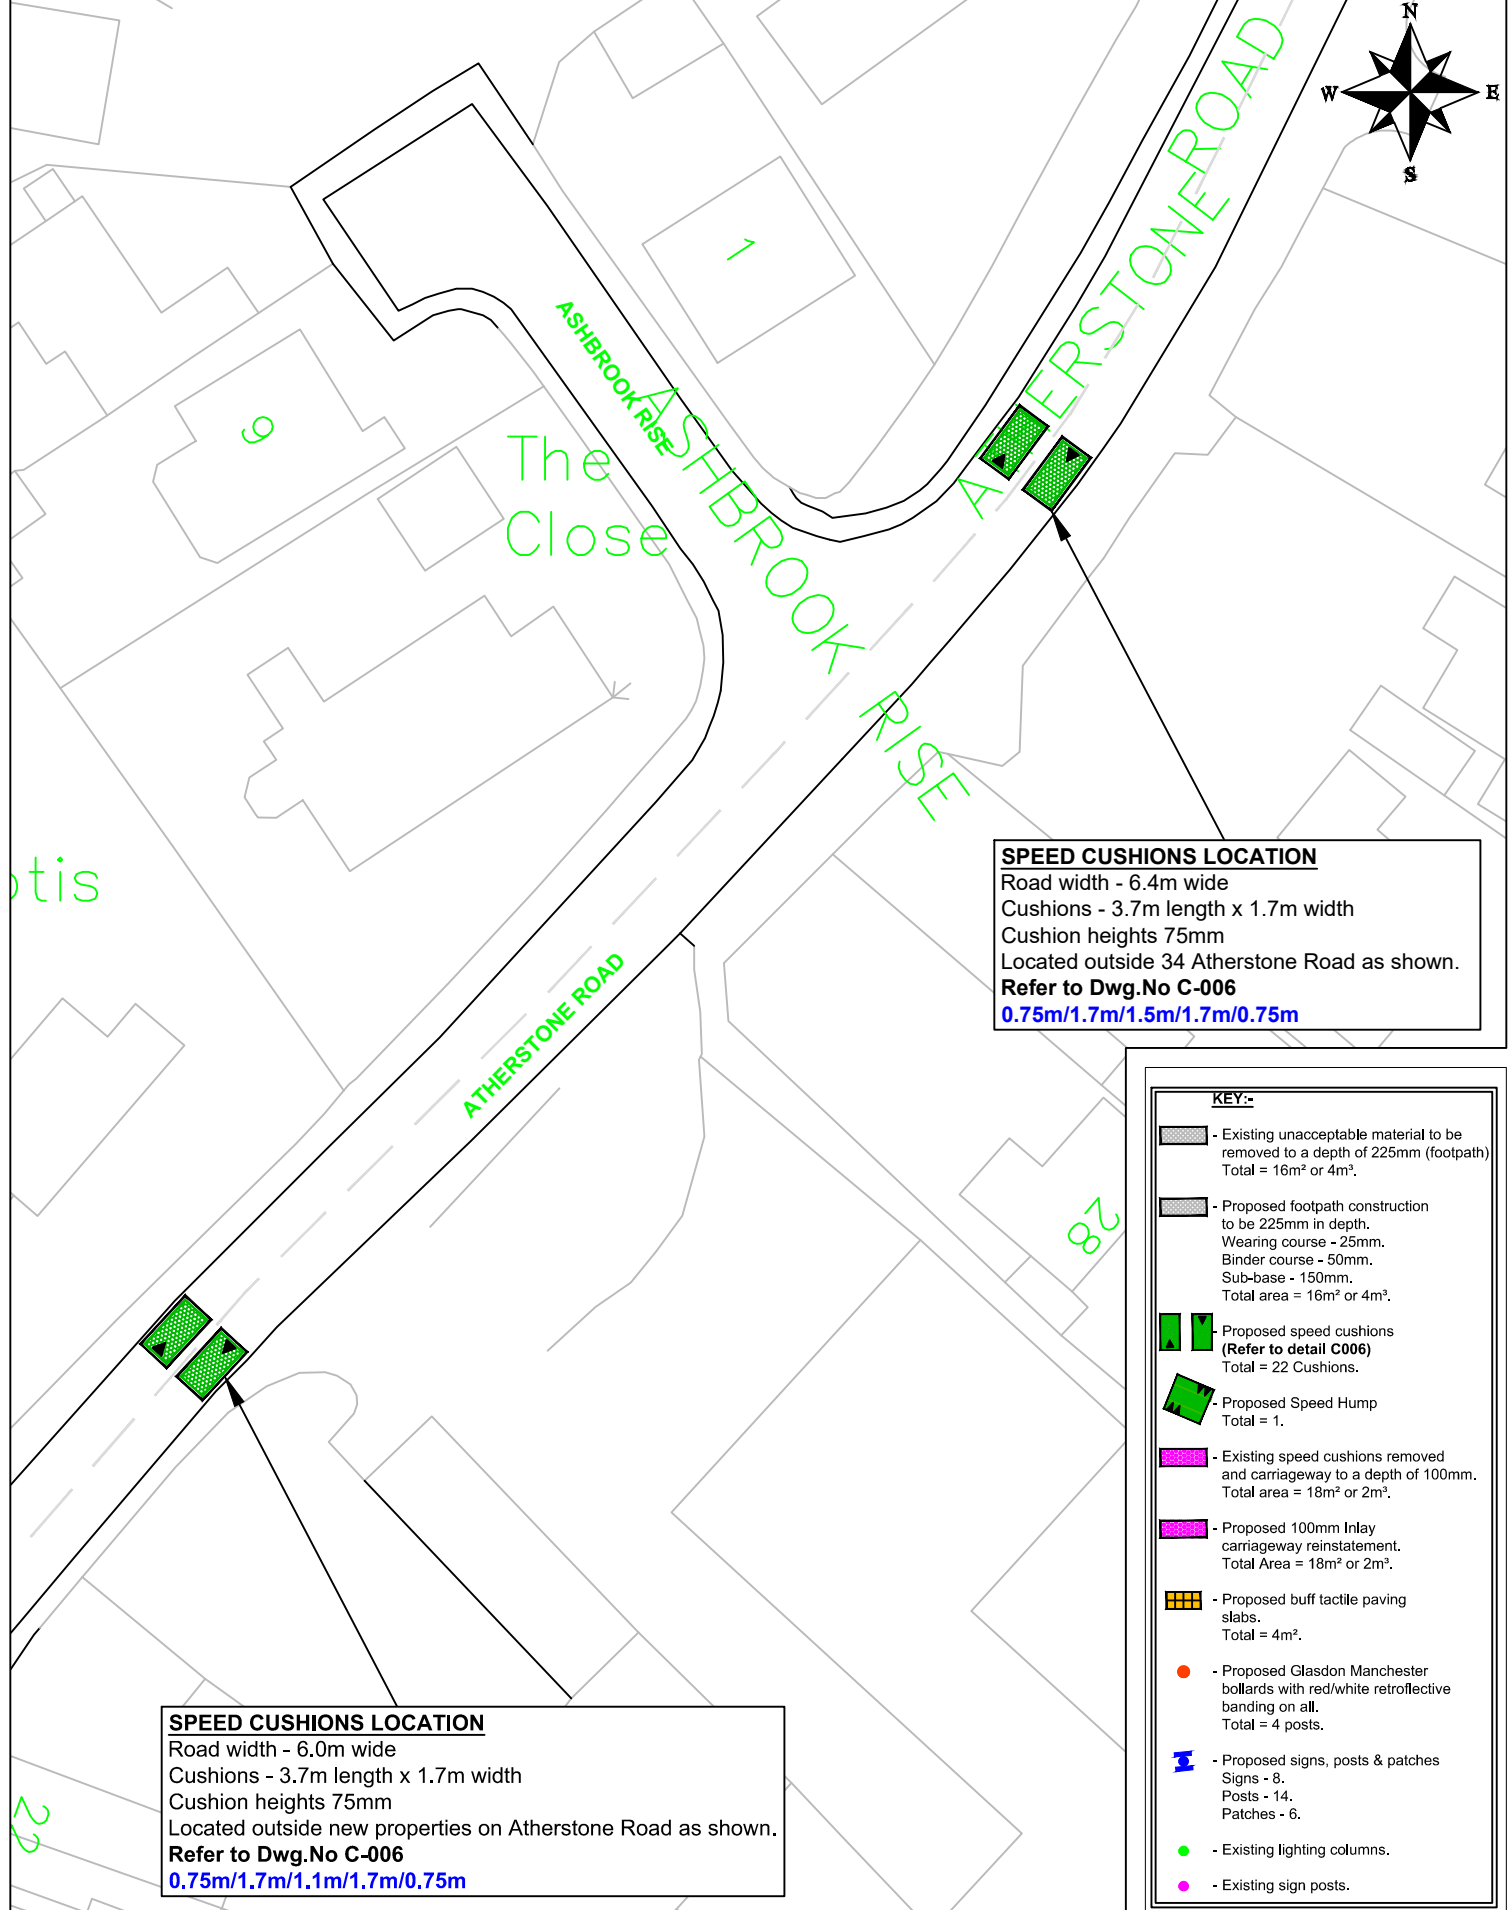 N
W
E
S
ATHERSTONE ROAD
1
ASHBROOK RISE
ASHBROOK RISE
9
The
Close
otis
ATHERSTONE ROAD
28
22
SPEED CUSHIONS LOCATION
Road width - 6.4m wide
Cushions - 3.7m length x 1.7m width
Cushion heights 75mm
Located outside 34 Atherstone Road as shown.
Refer to Dwg.No C-006
0.75m/1.7m/1.5m/1.7m/0.75m
SPEED CUSHIONS LOCATION
Road width - 6.0m wide
Cushions - 3.7m length x 1.7m width
Cushion heights 75mm
Located outside new properties on Atherstone Road as shown.
Refer to Dwg.No C-006
0.75m/1.7m/1.1m/1.7m/0.75m
KEY:-
- Existing unacceptable material to be
removed to a depth of 225mm (footpath)
Total = 16m² or 4m³.
- Proposed footpath construction
to be 225mm in depth.
Wearing course - 25mm.
Binder course - 50mm.
Sub-base - 150mm.
Total area = 16m² or 4m³.
- Proposed speed cushions
(Refer to detail C006)
Total = 22 Cushions.
- Proposed Speed Hump
Total = 1.
- Existing speed cushions removed
and carriageway to a depth of 100mm.
Total area = 18m² or 2m³.
- Proposed 100mm Inlay
carriageway reinstatement.
Total Area = 18m² or 2m³.
- Proposed buff tactile paving
slabs.
Total = 4m².
- Proposed Glasdon Manchester
bollards with red/white retroflective
banding on all.
Total = 4 posts.
- Proposed signs, posts & patches
Signs - 8.
Posts - 14.
Patches - 6.
- Existing lighting columns.
- Existing sign posts.